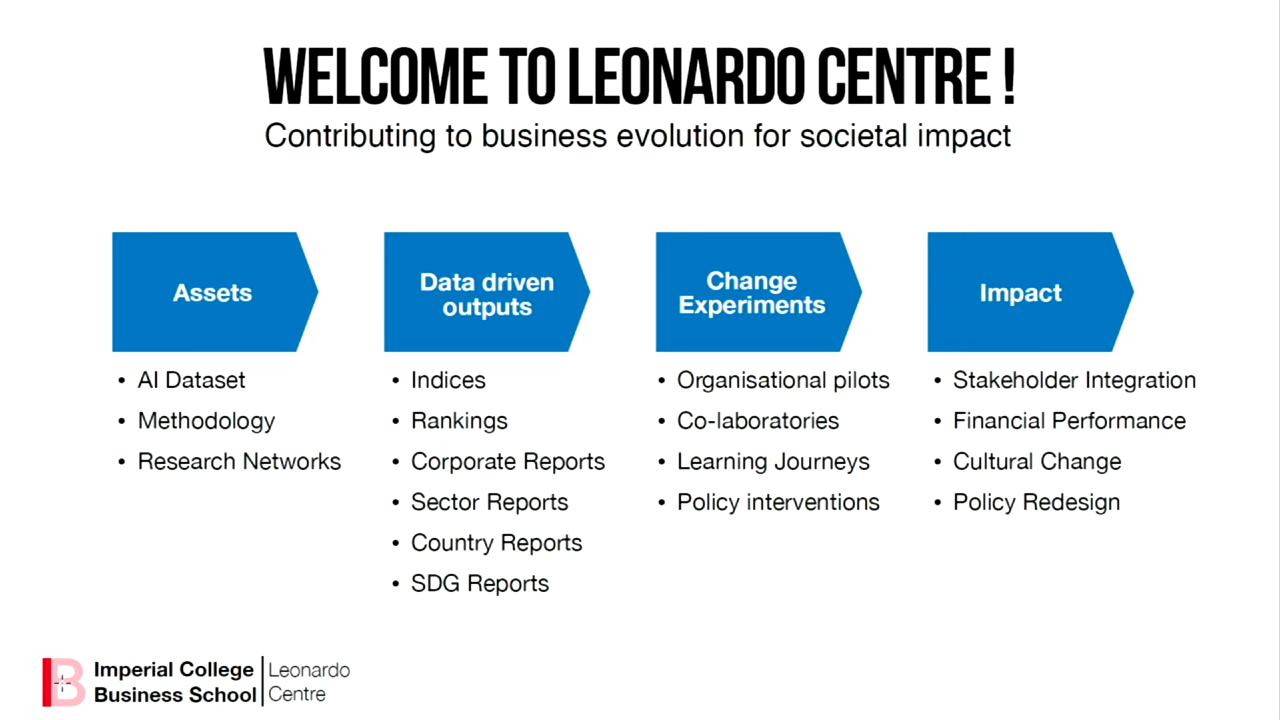 WELCOME TO LEONARDO CENTRE !
Contributing to business evolution for societal impact
Assets
• AI Dataset
• Methodology
• Research Networks
Data driven
outputs
• Indices
• Rankings
• Corporate Reports
• Sector Reports
• Country Reports
• SDG Reports
Change
Experiments
• Organisational pilots
• Co-laboratories
• Learning Journeys
• Policy interventions
Impact
• Stakeholder Integration
• Financial Performance
• Cultural Change
• Policy Redesign
B
Imperial College
Business School
Leonardo
Centre